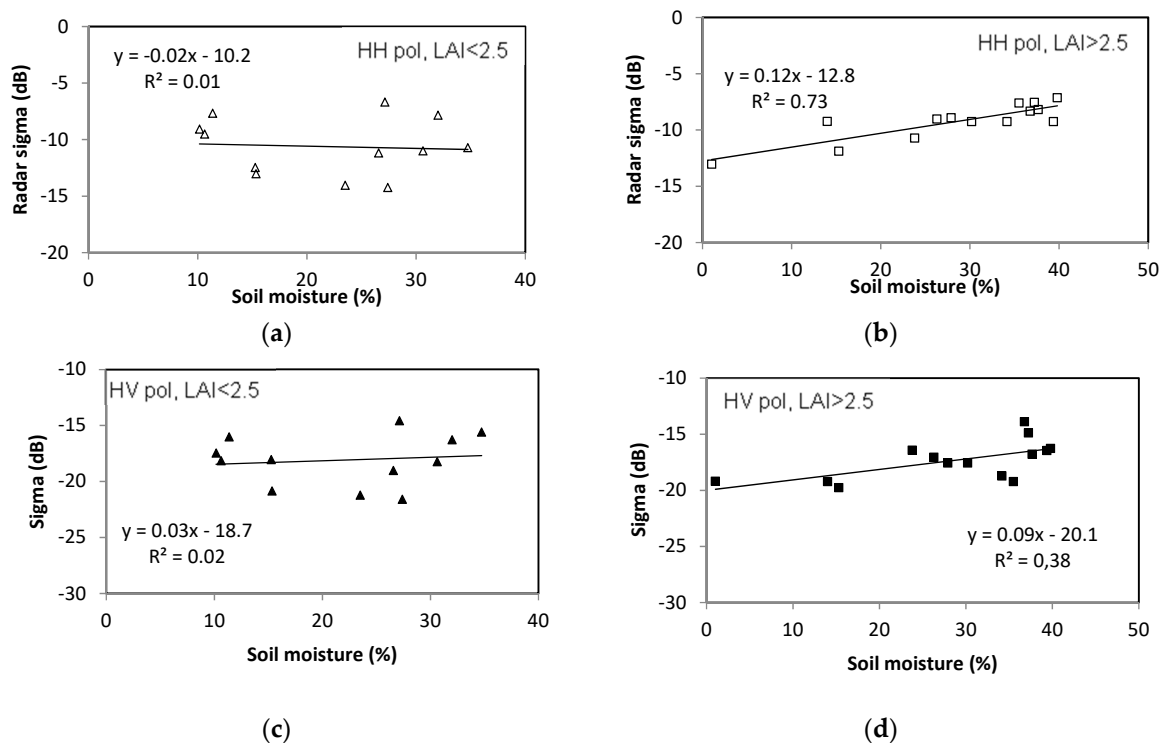 0
-5
-10
-15
-20
Radar sigma (dB)
y = -0.02x - 10.2
R² = 0.01
HH pol, LAI<2.5
0 10 20 30 40
Soil moisture (%)
(a)
0
-5
-10
-15
-20
Radar sigma (dB)
HH pol, LAI>2.5
y = 0.12x - 12.8
R² = 0.73
0 10 20 30 40 50
Soil moisture (%)
(b)
-10
-15
-20
-25
-30
Sigma (dB)
HV pol, LAI<2.5
y = 0.03x - 18.7
R² = 0.02
0 10 20 30 40
Soil moisture (%)
(c)
-10
-15
-20
-25
-30
Sigma (dB)
HV pol, LAI>2.5
y = 0.09x - 20.1
R² = 0,38
0 10 20 30 40 50
Soil moisture (%)
(d)